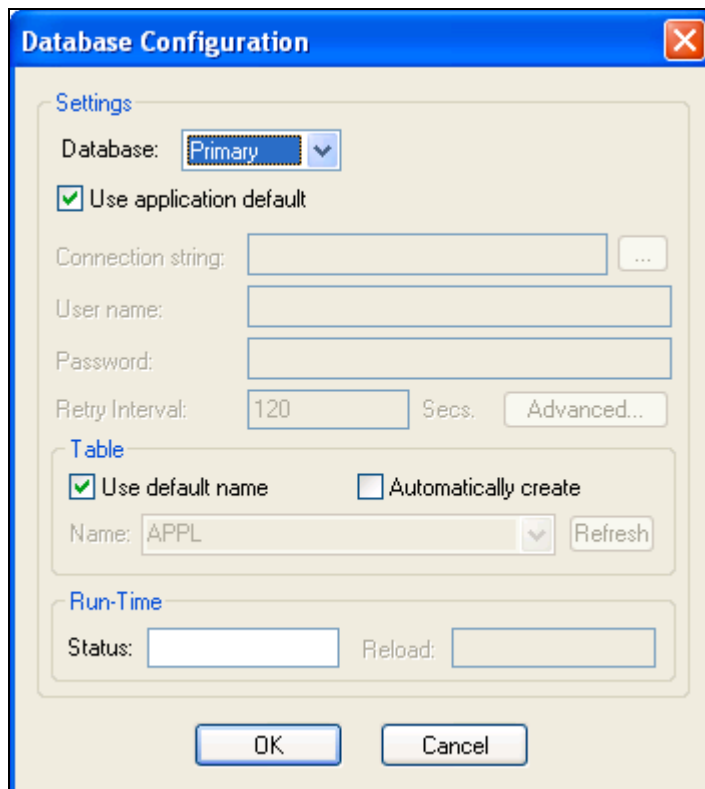 Database Configuration
Settings
Database: Primary
Use application default
Connection string: ...
User name:
Password:
Retry Interval: 120 Secs. Advanced...
Table
Use default name Automatically create
Name: APPL Refresh
Run-Time
Status: Reload:
OK Cancel